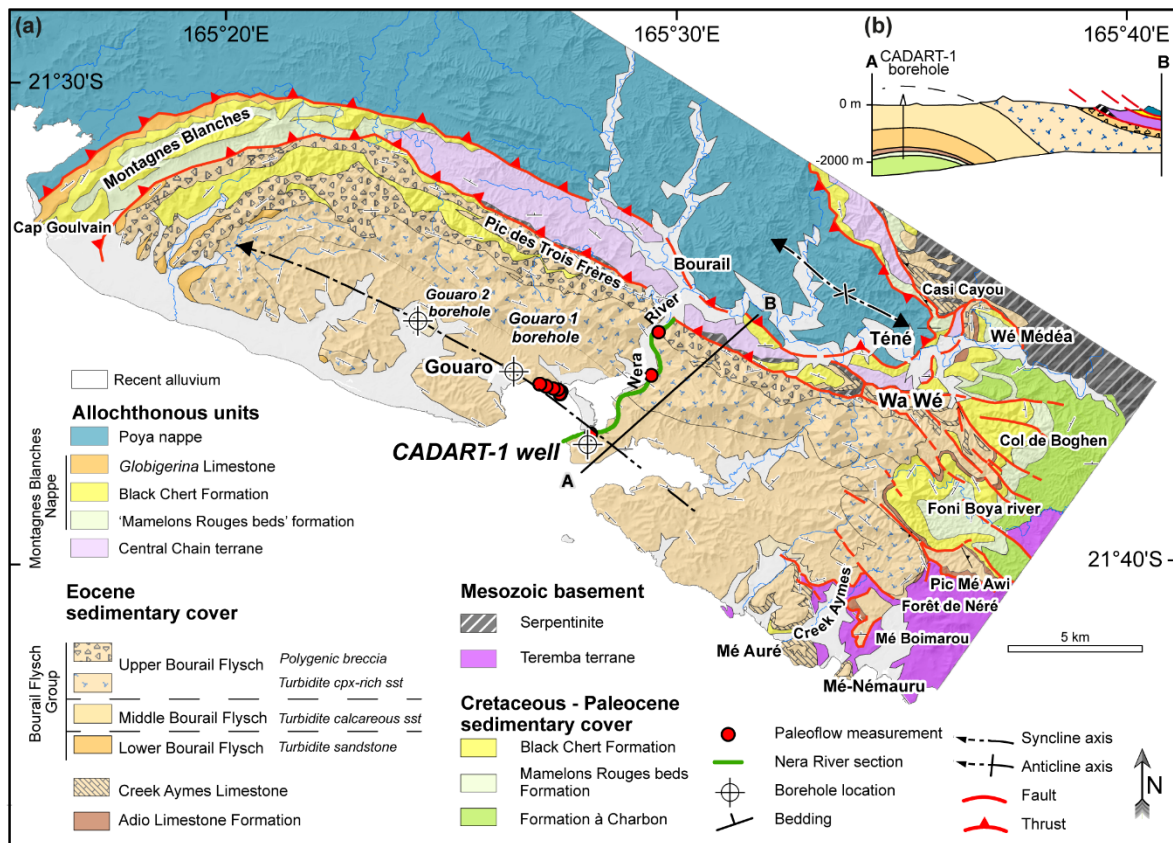 (a)
165°20'E
165°30'E
165°40'E
21°30'S
(b)
A
CADART-1
borehole
B
0 m
-2000 m
Montagnes Blanches
Cap Goulvain
Pic des Trois Frères
Bourail
Gouaro 2
borehole
Gouaro 1
borehole
River
Nera
B
Casi Cayou
Téné
Wé Médéa
Gouaro
Wa Wé
CADART-1 well
A
Col de Boghen
Foni Boya river
21°40'S
Pic Mé Awi
Creek Aymes
Forêt de Néré
Mé Auré
Mé Boimarou
Mé-Némauru
5 km
Recent alluvium
Allochthonous units
Montagnes Blanches
Nappe
Poya nappe
Globigerina Limestone
Black Chert Formation
‘Mamelons Rouges beds’ formation
Central Chain terrane
Eocene
sedimentary cover
Bourail Flysch
Group
Upper Bourail Flysch
Polygenic breccia
Turbidite cpx-rich sst
Middle Bourail Flysch
Turbidite calcareous sst
Lower Bourail Flysch
Turbidite sandstone
Creek Aymes Limestone
Adio Limestone Formation
Mesozoic basement
Serpentinite
Teremba terrane
Cretaceous - Paleocene
sedimentary cover
Black Chert Formation
Mamelons Rouges beds
Formation
Formation à Charbon
Paleoflow measurement
Nera River section
Borehole location
Bedding
Syncline axis
Anticline axis
Fault
Thrust
N